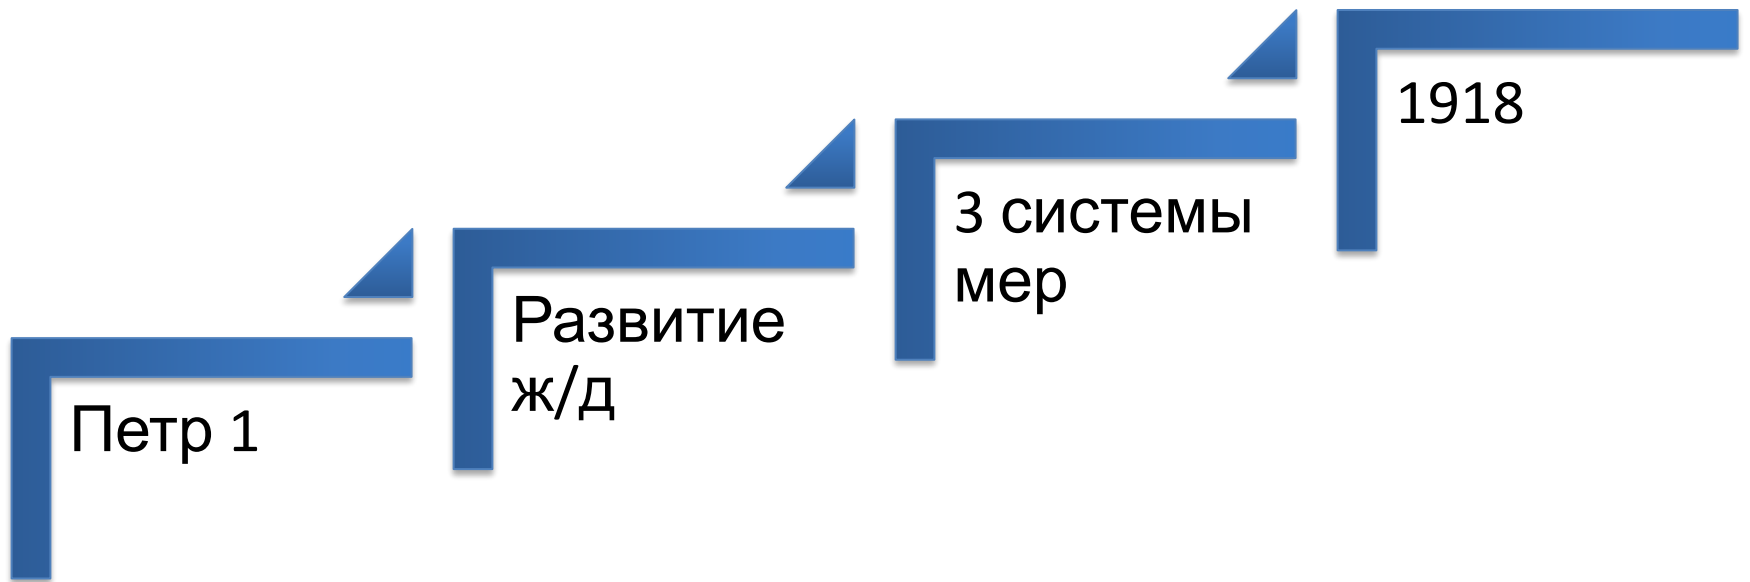 Петр 1
Развитие
ж/д
3 системы
мер
1918